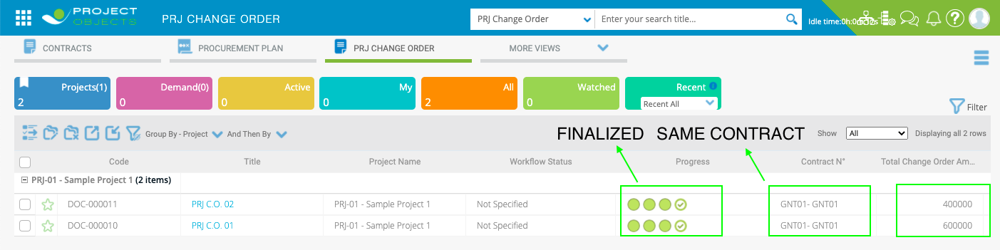 PROJECT
OBJECTS
PRJ CHANGE ORDER
PRJ Change Order
Enter your search title...
CONTRACTS
PROCUREMENT PLAN
PRJ CHANGE ORDER
MORE VIEWS
Projects(1)
2
Demand(0)
0
Active
0
My
0
All
2
Watched
0
Recent
Recent All
Filter
Group By - Project
And Then By
FINALIZED
SAME CONTRACT
Show
All
Displaying all 2 rows
Code Title Project Name Workflow Status Progress Contract N° Total Change Order Am...
PRJ-01 - Sample Project 1 (2 items)
DOC-000011 PRJ C.O. 02 PRJ-01 - Sample Project 1 Not Specified GNT01- GNT01 400000
DOC-000010 PRJ C.O. 01 PRJ-01 - Sample Project 1 Not Specified GNT01- GNT01 600000